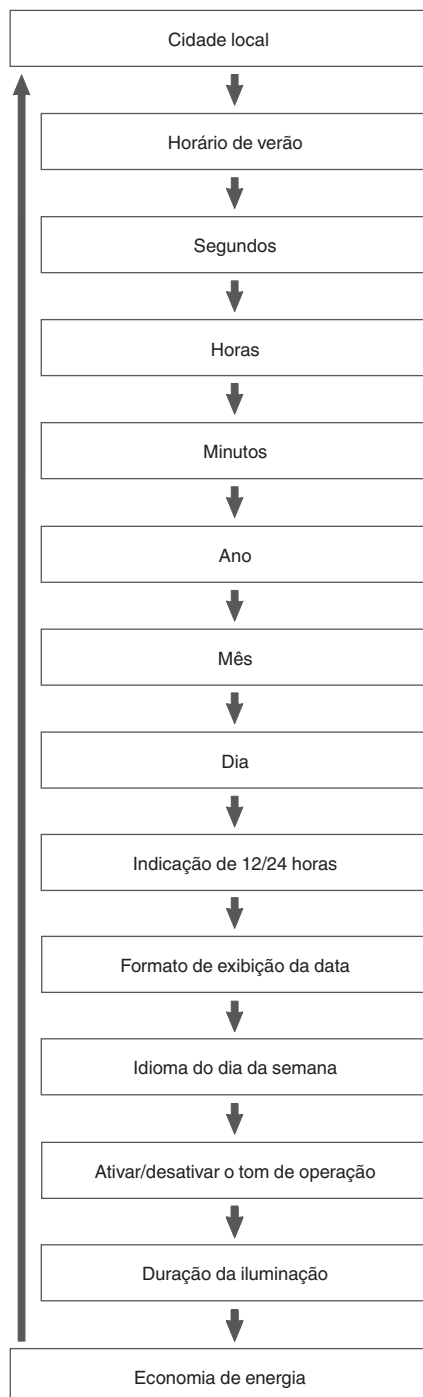 Cidade local
Horário de verão
Segundos
Horas
Minutos
Ano
Mês
Dia
Indicação de 12/24 horas
Formato de exibição da data
Idioma do dia da semana
Ativar/desativar o tom de operação
Duração da iluminação
Economia de energia